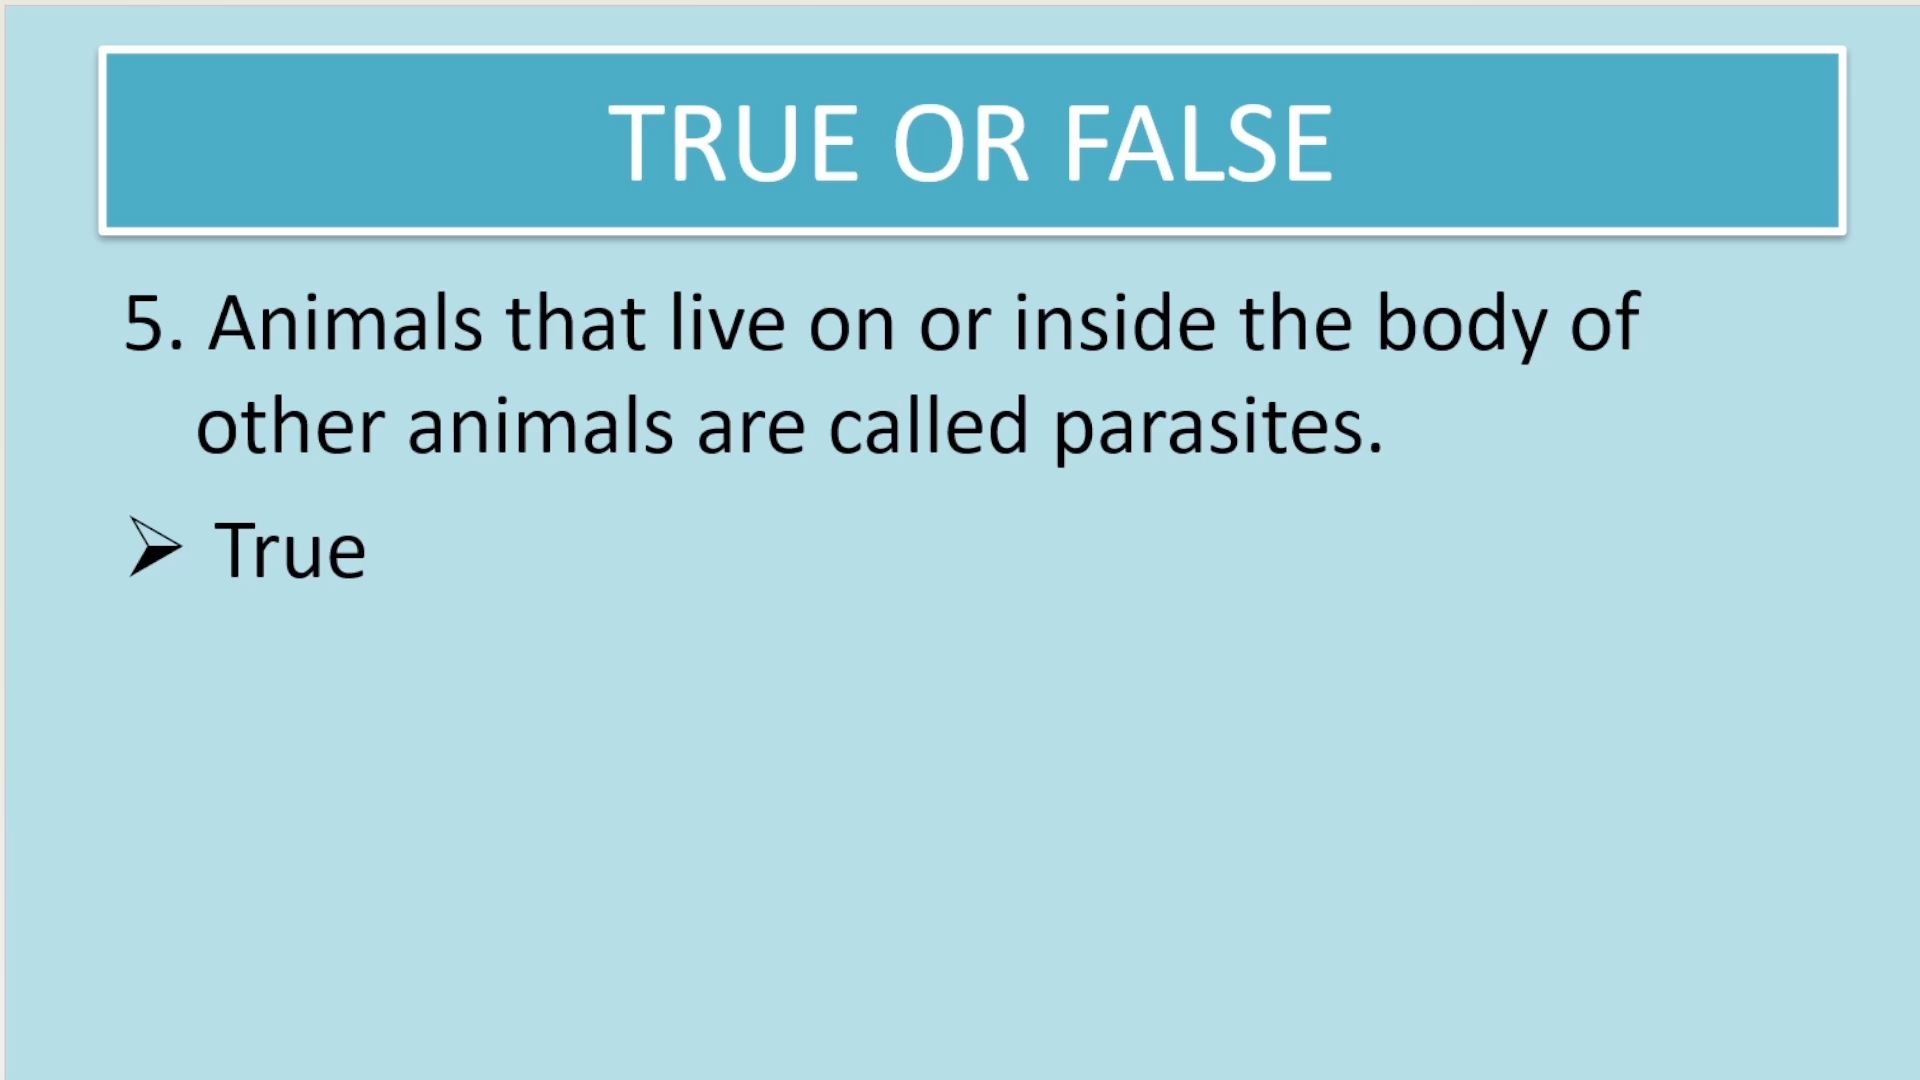 TRUE OR FALSE
5. Animals that live on or inside the body of
other animals are called parasites.
➢ True